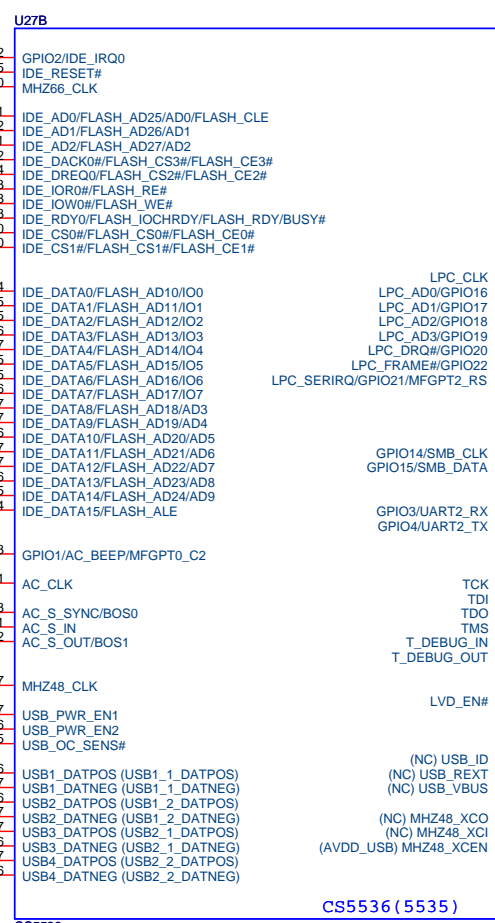 U27B
GPIO2/IDE_IRQ0
IDE_RESET#
MHZ66_CLK
IDE_AD0/FLASH_AD25/AD0/FLASH_CLE
IDE_AD1/FLASH_AD26/AD1
IDE_AD2/FLASH_AD27/AD2
IDE_DACK0#/FLASH_CS3#/FLASH_CE3#
IDE_DREQ0/FLASH_CS2#/FLASH_CE2#
IDE_IOR0#/FLASH_RE#
IDE_IOW0#/FLASH_WE#
IDE_RDY0/FLASH_IOCHRDY/FLASH_RDY/BUSY#
IDE_CS0#/FLASH_CS0#/FLASH_CE0#
IDE_CS1#/FLASH_CS1#/FLASH_CE1#
IDE_DATA0/FLASH_AD10/IO0
IDE_DATA1/FLASH_AD11/IO1
IDE_DATA2/FLASH_AD12/IO2
IDE_DATA3/FLASH_AD13/IO3
IDE_DATA4/FLASH_AD14/IO4
IDE_DATA5/FLASH_AD15/IO5
IDE_DATA6/FLASH_AD16/IO6
IDE_DATA7/FLASH_AD17/IO7
IDE_DATA8/FLASH_AD18/AD3
IDE_DATA9/FLASH_AD19/AD4
IDE_DATA10/FLASH_AD20/AD5
IDE_DATA11/FLASH_AD21/AD6
IDE_DATA12/FLASH_AD22/AD7
IDE_DATA13/FLASH_AD23/AD8
IDE_DATA14/FLASH_AD24/AD9
IDE_DATA15/FLASH_ALE
GPIO1/AC_BEEP/MFGPT0_C2
AC_CLK
AC_S_SYNC/BOS0
AC_S_IN
AC_S_OUT/BOS1
MHZ48_CLK
USB_PWR_EN1
USB_PWR_EN2
USB_OC_SENS#
USB1_DATPOS (USB1_1_DATPOS)
USB1_DATNEG (USB1_1_DATNEG)
USB2_DATPOS (USB1_2_DATPOS)
USB2_DATNEG (USB1_2_DATNEG)
USB3_DATPOS (USB2_1_DATPOS)
USB3_DATNEG (USB2_1_DATNEG)
USB4_DATPOS (USB2_2_DATPOS)
USB4_DATNEG (USB2_2_DATNEG)
LPC_CLK
LPC_AD0/GPIO16
LPC_AD1/GPIO17
LPC_AD2/GPIO18
LPC_AD3/GPIO19
LPC_DRQ#/GPIO20
LPC_FRAME#/GPIO22
LPC_SERIRQ/GPIO21/MFGPT2_RS
GPIO14/SMB_CLK
GPIO15/SMB_DATA
GPIO3/UART2_RX
GPIO4/UART2_TX
TCK
TDI
TDO
TMS
T_DEBUG_IN
T_DEBUG_OUT
LVD_EN#
(NC) USB_ID
(NC) USB_REXT
(NC) USB_VBUS
(NC) MHZ48_XCO
(NC) MHZ48_XCI
(AVDD_USB) MHZ48_XCEN
CS5536(5535)